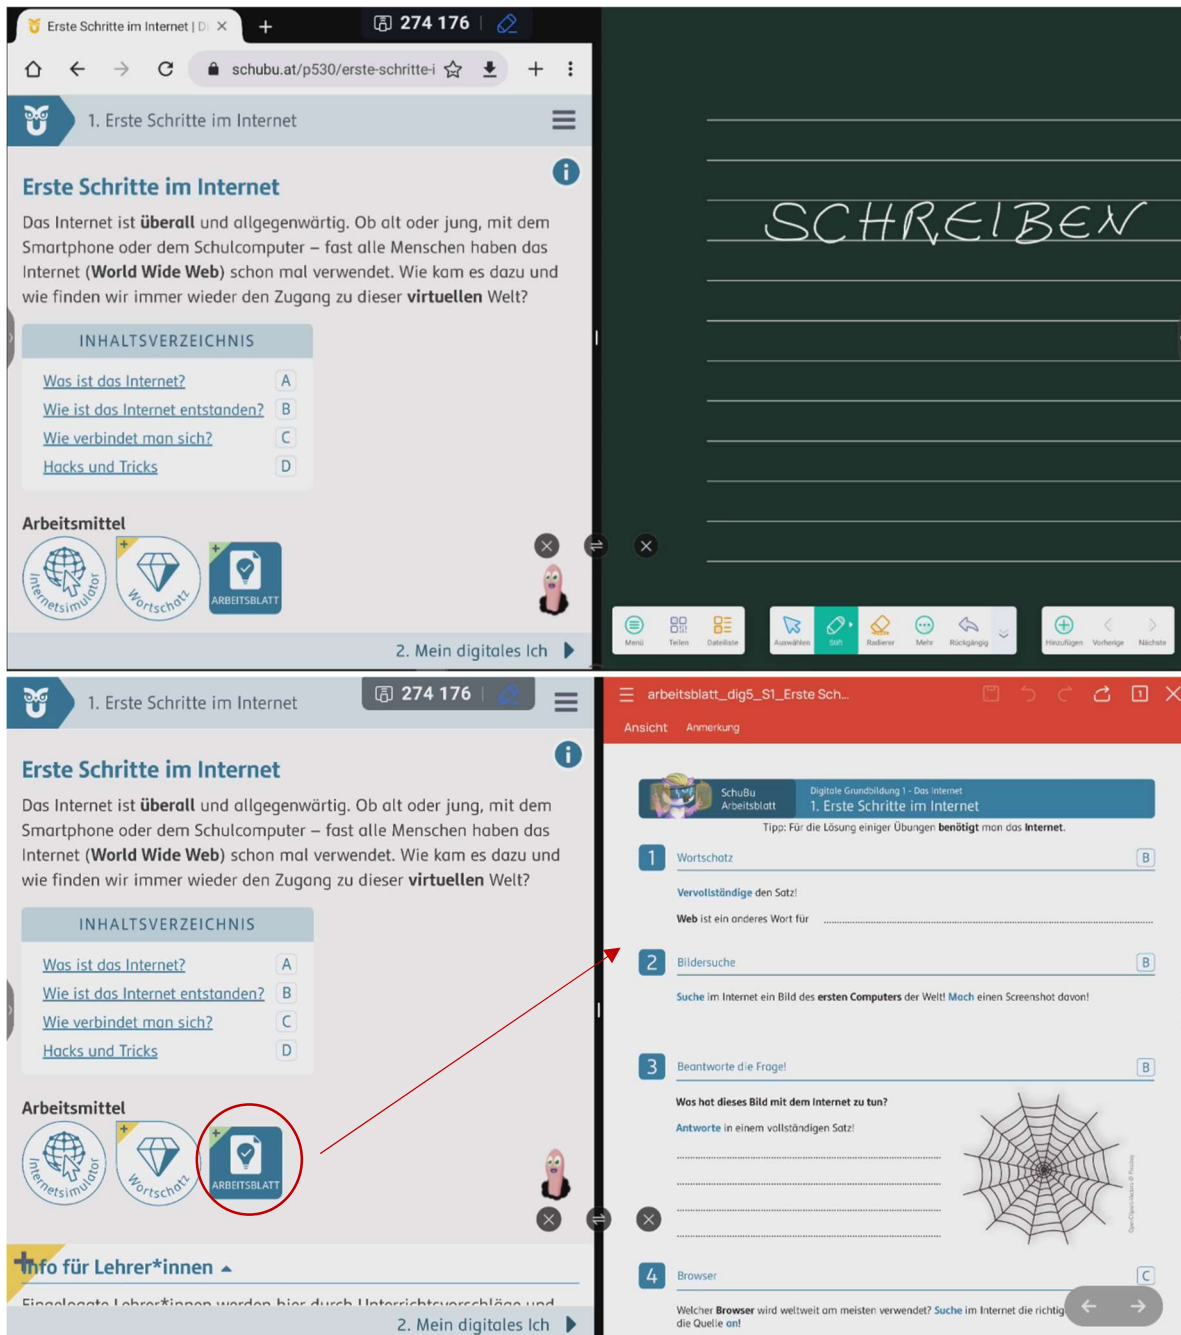 Erste Schritte im Internet | D
274 176
schubu.at/p530/erste-schritte-i
1. Erste Schritte im Internet
Erste Schritte im Internet
Das Internet ist überall und allgegenwärtig. Ob alt oder jung, mit dem
Smartphone oder dem Schulcomputer – fast alle Menschen haben das
Internet (World Wide Web) schon mal verwendet. Wie kam es dazu und
wie finden wir immer wieder den Zugang zu dieser virtuellen Welt?
INHALTSVERZEICHNIS
Was ist das Internet? A
Wie ist das Internet entstanden? B
Wie verbindet man sich? C
Hacks und Tricks D
Arbeitsmittel
Internetsimulator
Wortschatz
ARBEITSBLATT
2. Mein digitales Ich
SCHREIBEN
Menü Teilen Dateiliste Auswählen Stift Radierer Mehr Rückgängig Hinzufügen Vorherige Nächste
1. Erste Schritte im Internet
274 176
Erste Schritte im Internet
Das Internet ist überall und allgegenwärtig. Ob alt oder jung, mit dem
Smartphone oder dem Schulcomputer – fast alle Menschen haben das
Internet (World Wide Web) schon mal verwendet. Wie kam es dazu und
wie finden wir immer wieder den Zugang zu dieser virtuellen Welt?
INHALTSVERZEICHNIS
Was ist das Internet? A
Wie ist das Internet entstanden? B
Wie verbindet man sich? C
Hacks und Tricks D
Arbeitsmittel
Internetsimulator
Wortschatz
ARBEITSBLATT
Info für Lehrer*innen
Eingeloggte Lehrer*innen werden hier durch Unterrichtsvorschläge und
2. Mein digitales Ich
arbeitsblatt_dig5_S1_Erste Sch...
1
Ansicht Anmerkung
SchuBu
Arbeitsblatt
Digitale Grundbildung 1 - Das Internet
1. Erste Schritte im Internet
Tipp: Für die Lösung einiger Übungen benötigt man das Internet.
1 Wortschatz B
Vervollständige den Satz!
Web ist ein anderes Wort für
2 Bildersuche B
Suche im Internet ein Bild des ersten Computers der Welt! Mach einen Screenshot davon!
3 Beantworte die Frage! B
Was hat dieses Bild mit dem Internet zu tun?
Antworte in einem vollständigen Satz!
4 Browser C
Welcher Browser wird weltweit am meisten verwendet? Suche im Internet die richtig
die Quelle an!